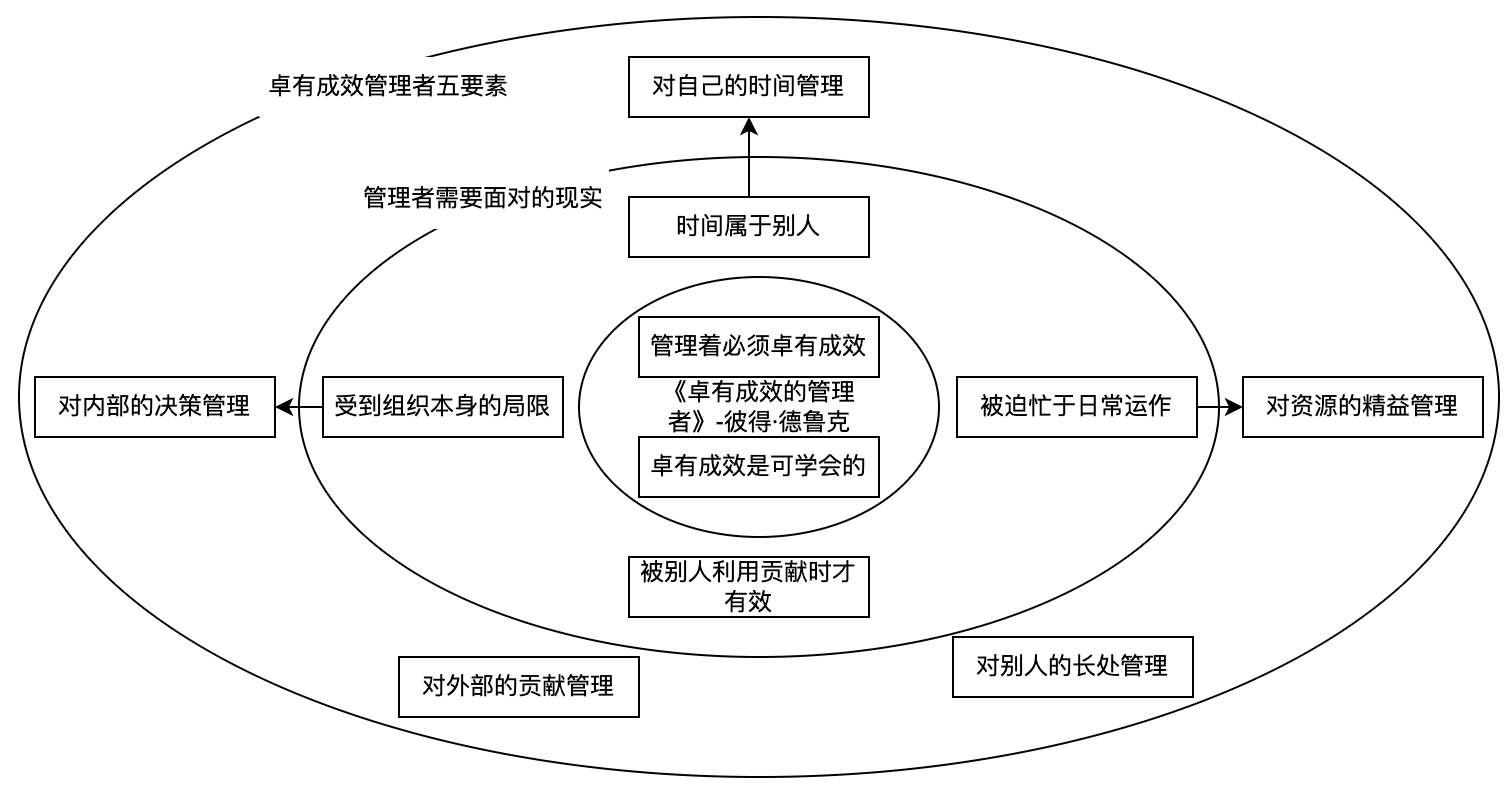 卓有成效管理者五要素
对自己的时间管理
管理者需要面对的现实
时间属于别人
管理着必须卓有成效
《卓有成效的管理
者》-彼得·德鲁克
卓有成效是可学会的
对内部的决策管理
受到组织本身的局限
被迫忙于日常运作
对资源的精益管理
被别人利用贡献时才
有效
对外部的贡献管理
对别人的长处管理